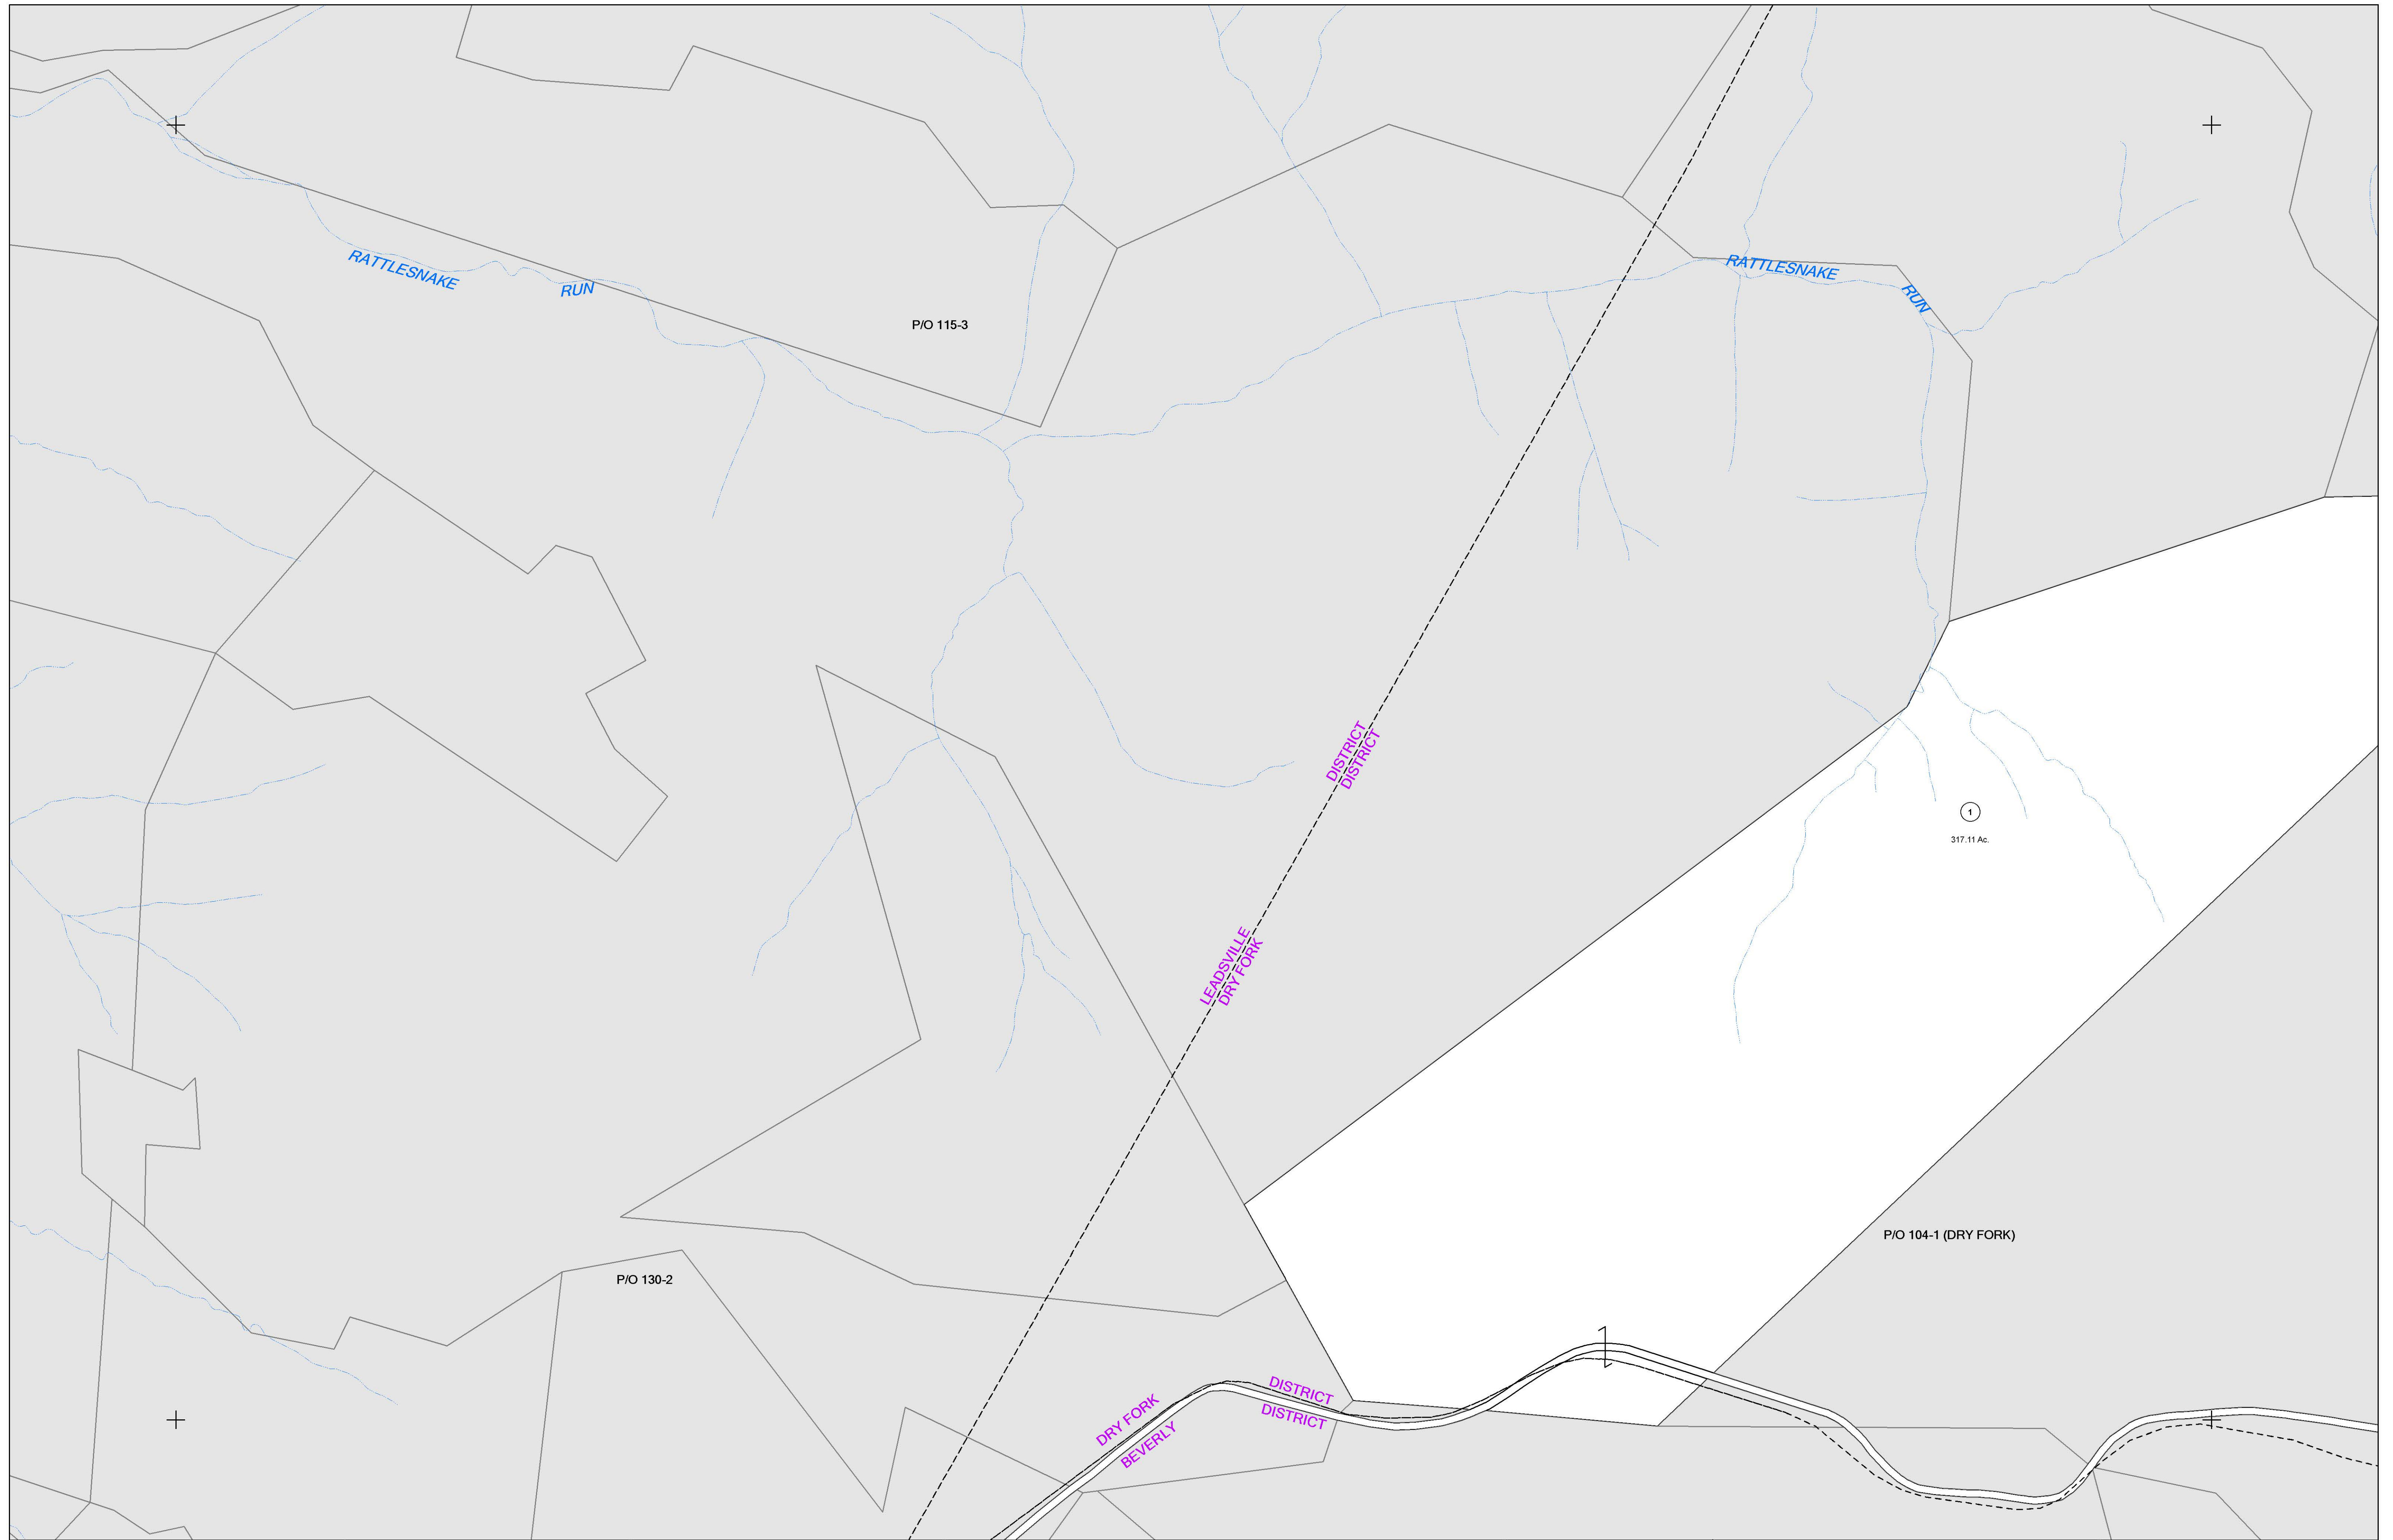 RATTLESNAKE
RUN
RATTLESNAKE
RUN
P/O 115-3
DISTRICT
DISTRICT
LEADSVILLE
DRY FORK
1
317.11 Ac.
P/O 104-1 (DRY FORK)
P/O 130-2
DRY FORK
DISTRICT
BEVERLY
DISTRICT